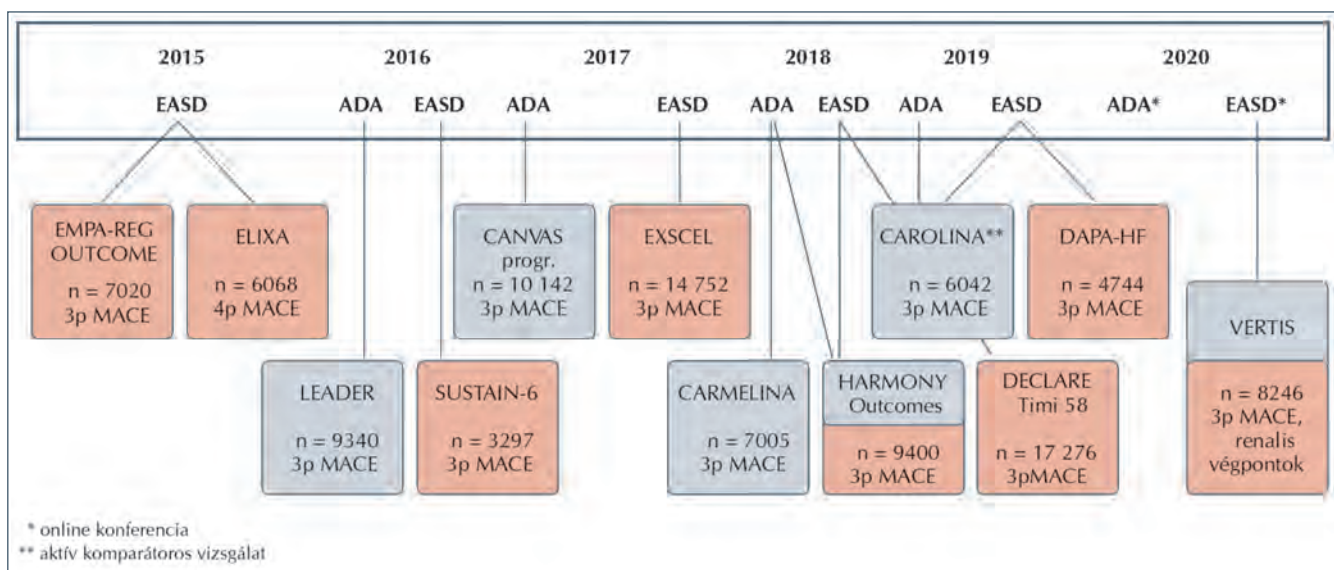 2015 2016 2017 2018 2019 2020
EASD ADA EASD ADA EASD ADA EASD ADA EASD ADA* EASD*
EMPA-REG
OUTCOME
n = 7020
3p MACE
ELIXA
n = 6068
4p MACE
CANVAS
progr.
n = 10 142
3p MACE
EXSCEL
n = 14 752
3p MACE
CAROLINA**
n = 6042
3p MACE
DAPA-HF
n = 4744
3p MACE
VERTIS
n = 8246
3p MACE,
renalis
végpontok
LEADER
n = 9340
3p MACE
SUSTAIN-6
n = 3297
3p MACE
CARMELINA
n = 7005
3p MACE
HARMONY
Outcomes
n = 9400
3p MACE
DECLARE
Timi 58
n = 17 276
3pMACE
* online konferencia
** aktív komparátoros vizsgálat